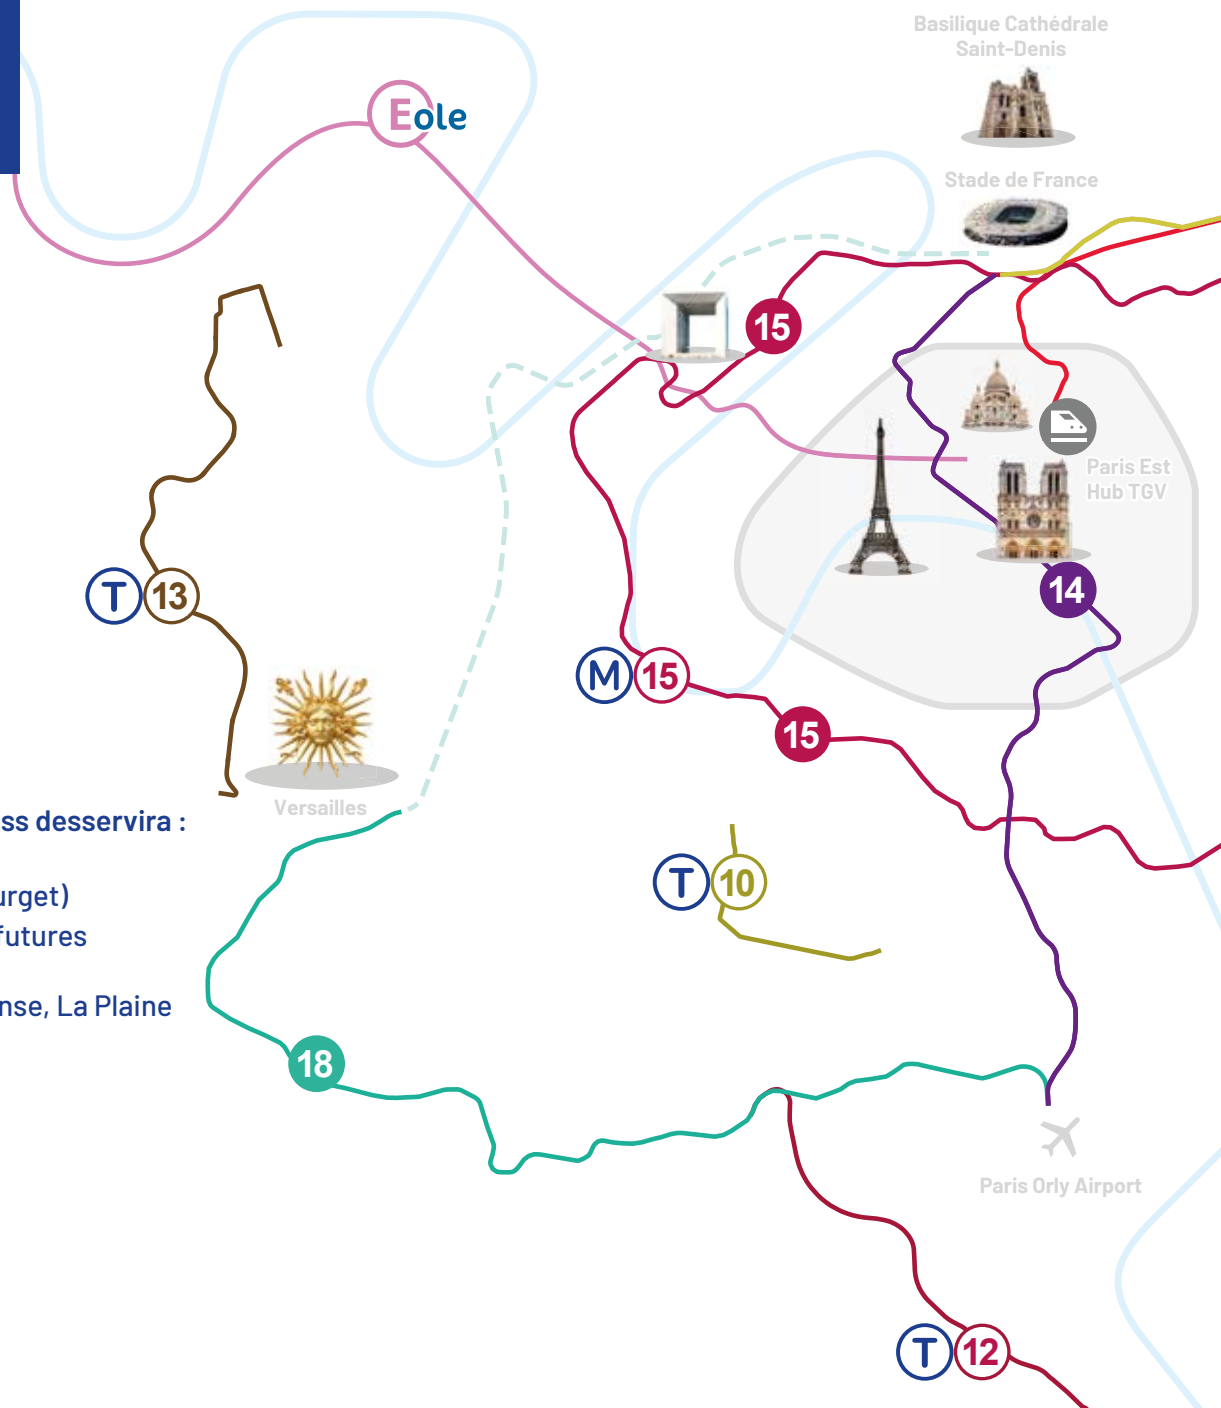 Basilique Cathédrale
Saint-Denis
Eole
Stade de France
15
Paris Est
Hub TGV
14
T 13
M 15
15
Versailles
ss desservira :
T 10
urget)
futures
nse, La Plaine
18
Paris Orly Airport
T 12